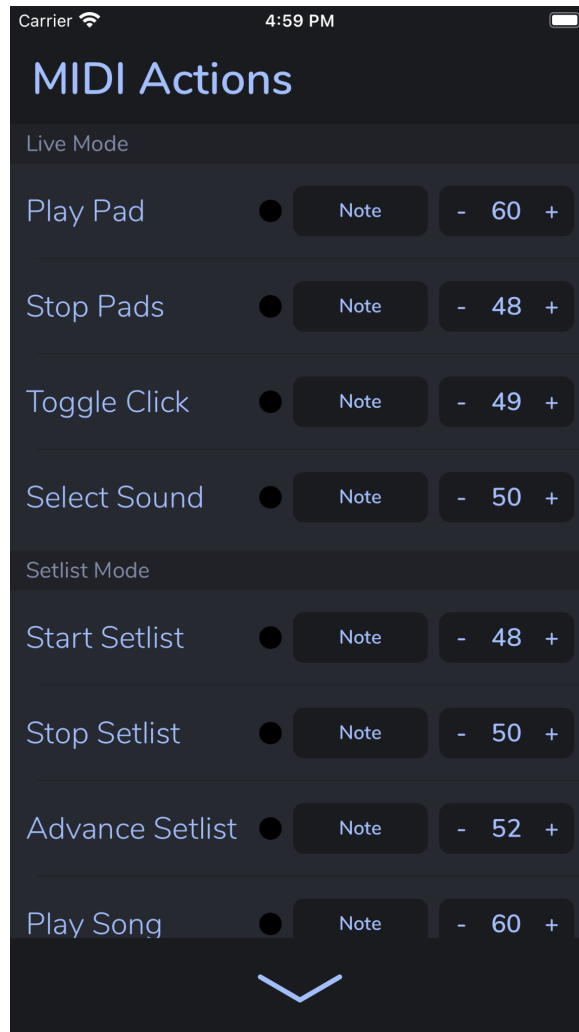 Carrier 4:59 PM
MIDI Actions
Live Mode
Play Pad Note - 60 +
Stop Pads Note - 48 +
Toggle Click Note - 49 +
Select Sound Note - 50 +
Setlist Mode
Start Setlist Note - 48 +
Stop Setlist Note - 50 +
Advance Setlist Note - 52 +
Play Song Note - 60 +